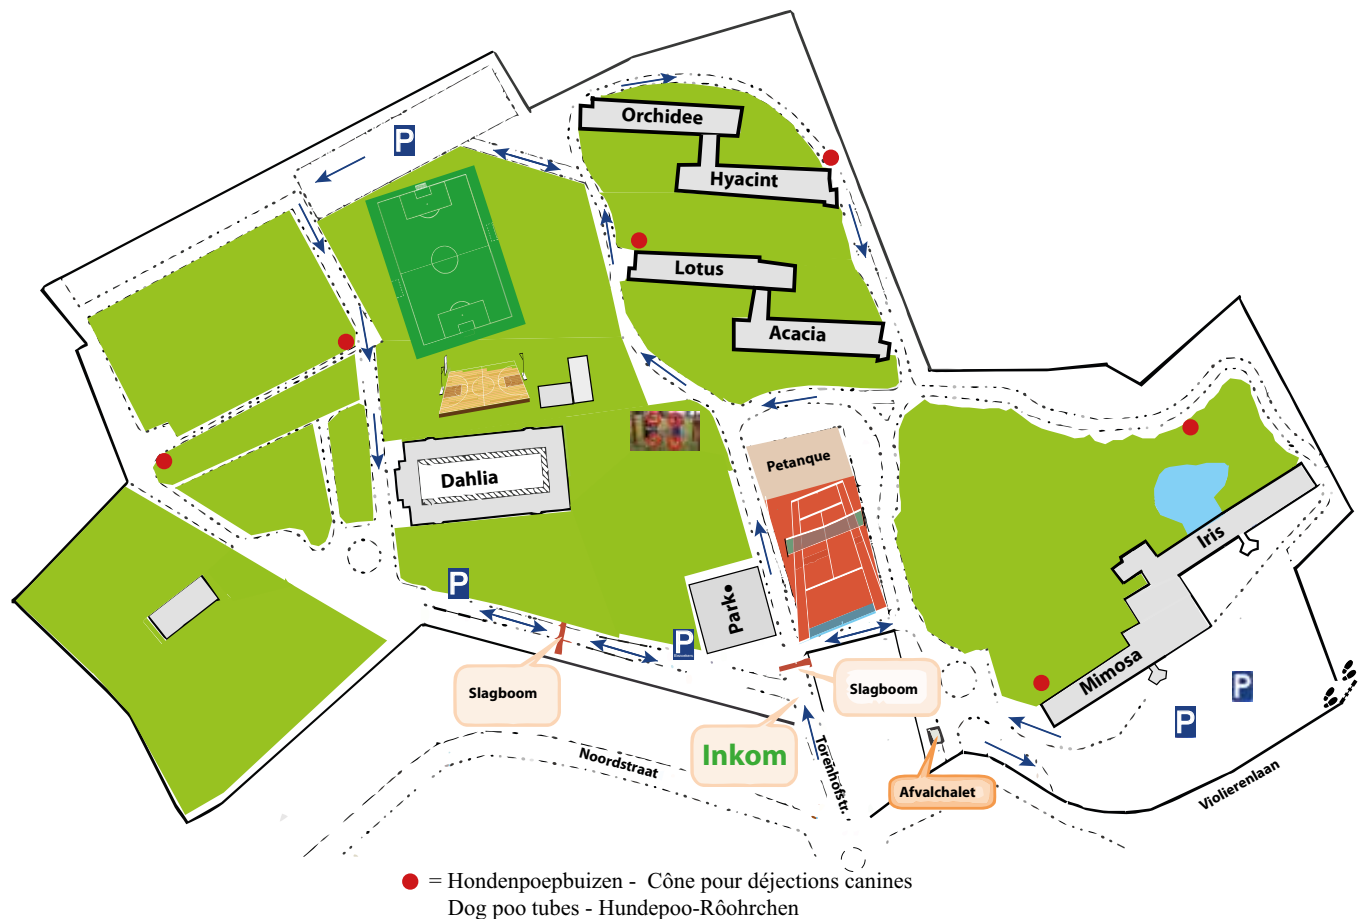 P
Orchidee
Hyacint
Lotus
Acacia
Petanque
Dahlia
Iris
P
Park•
P
Mimosa
Slagboom
Slagboom
P
P
Inkom
Torenhofstr.
Noordstraat
Afvalchalet
Violierenlaan
= Hondenpoepbuizen - Cône pour déjections canines
Dog poo tubes - Hundepoo-Rôohrchen